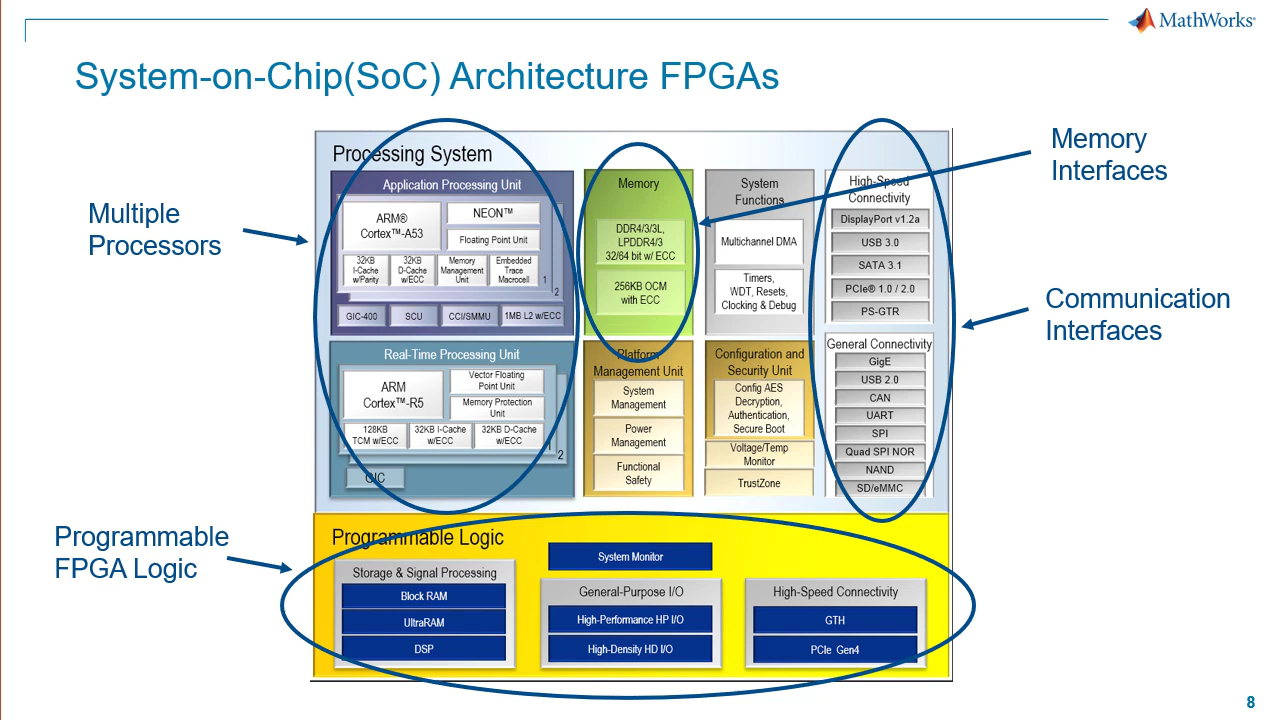 MathWorks®
System-on-Chip(SoC) Architecture FPGAs
Multiple
Processors
Programmable
FPGA Logic
Memory
Interfaces
Communication
Interfaces
Processing System
Application Processing Unit
ARM®
Cortex™-A53
NEON™
Floating Point Unit
32KB
I-Cache
w/Parity
32KB
D-Cache
w/ECC
Memory
Management
Unit
Embedded
Trace
Macrocell
1
2
GIC-400
SCU
CCI/SMMU
1MB L2 w/ECC
Real-Time Processing Unit
ARM
Cortex™-R5
Vector Floating
Point Unit
Memory Protection
Unit
128KB
TCM w/ECC
32KB I-Cache
w/ECC
32KB D-Cache
w/ECC
1
2
GIC
Memory
DDR4/3/3L,
LPDDR4/3
32/64 bit w/ ECC
256KB OCM
with ECC
Platform
Management Unit
System
Management
Power
Management
Functional
Safety
System
Functions
Multichannel DMA
Timers,
WDT, Resets,
Clocking & Debug
Configuration and
Security Unit
Config AES
Decryption,
Authentication,
Secure Boot
Voltage/Temp
Monitor
TrustZone
High-Speed
Connectivity
DisplayPort v1.2a
USB 3.0
SATA 3.1
PCIe® 1.0 / 2.0
PS-GTR
General Connectivity
GigE
USB 2.0
CAN
UART
SPI
Quad SPI NOR
NAND
SD/eMMC
Programmable Logic
Storage & Signal Processing
Block RAM
UltraRAM
DSP
System Monitor
General-Purpose I/O
High-Performance HP I/O
High-Density HD I/O
High-Speed Connectivity
GTH
PCIe Gen4
8